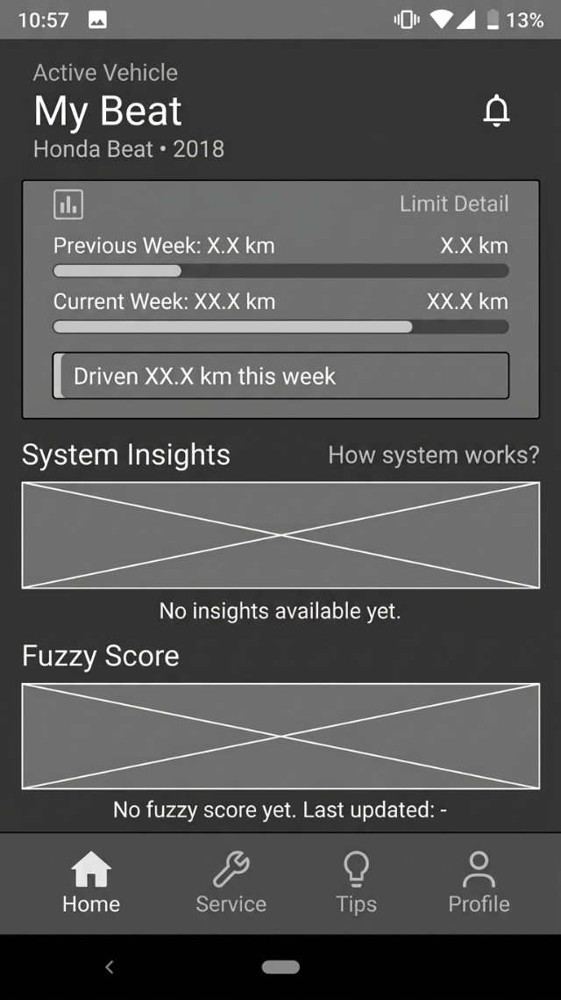 10:57 13%
Active Vehicle
My Beat
Honda Beat • 2018
Limit Detail
Previous Week: X.X km X.X km
Current Week: XX.X km XX.X km
Driven XX.X km this week
System Insights How system works?
No insights available yet.
Fuzzy Score
No fuzzy score yet. Last updated: -
Home Service Tips Profile